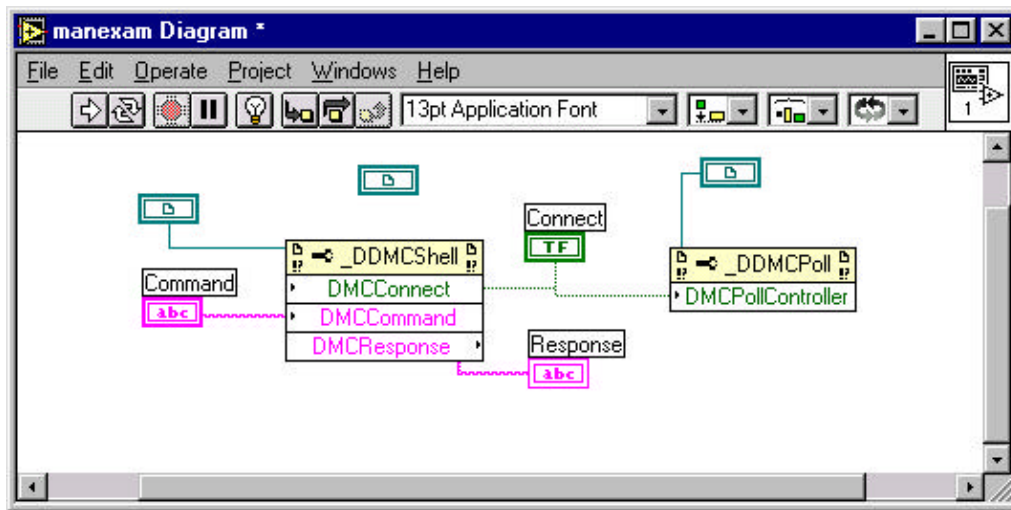 manexam Diagram *
File Edit Operate Project Windows Help
13pt Application Font
1
Connect
TF
!? _DDMCShell !?
!? _DDMCPoll !?
Command
abc
DMCConnect
DMCPollController
DMCCommand
DMCResponse
Response
abc